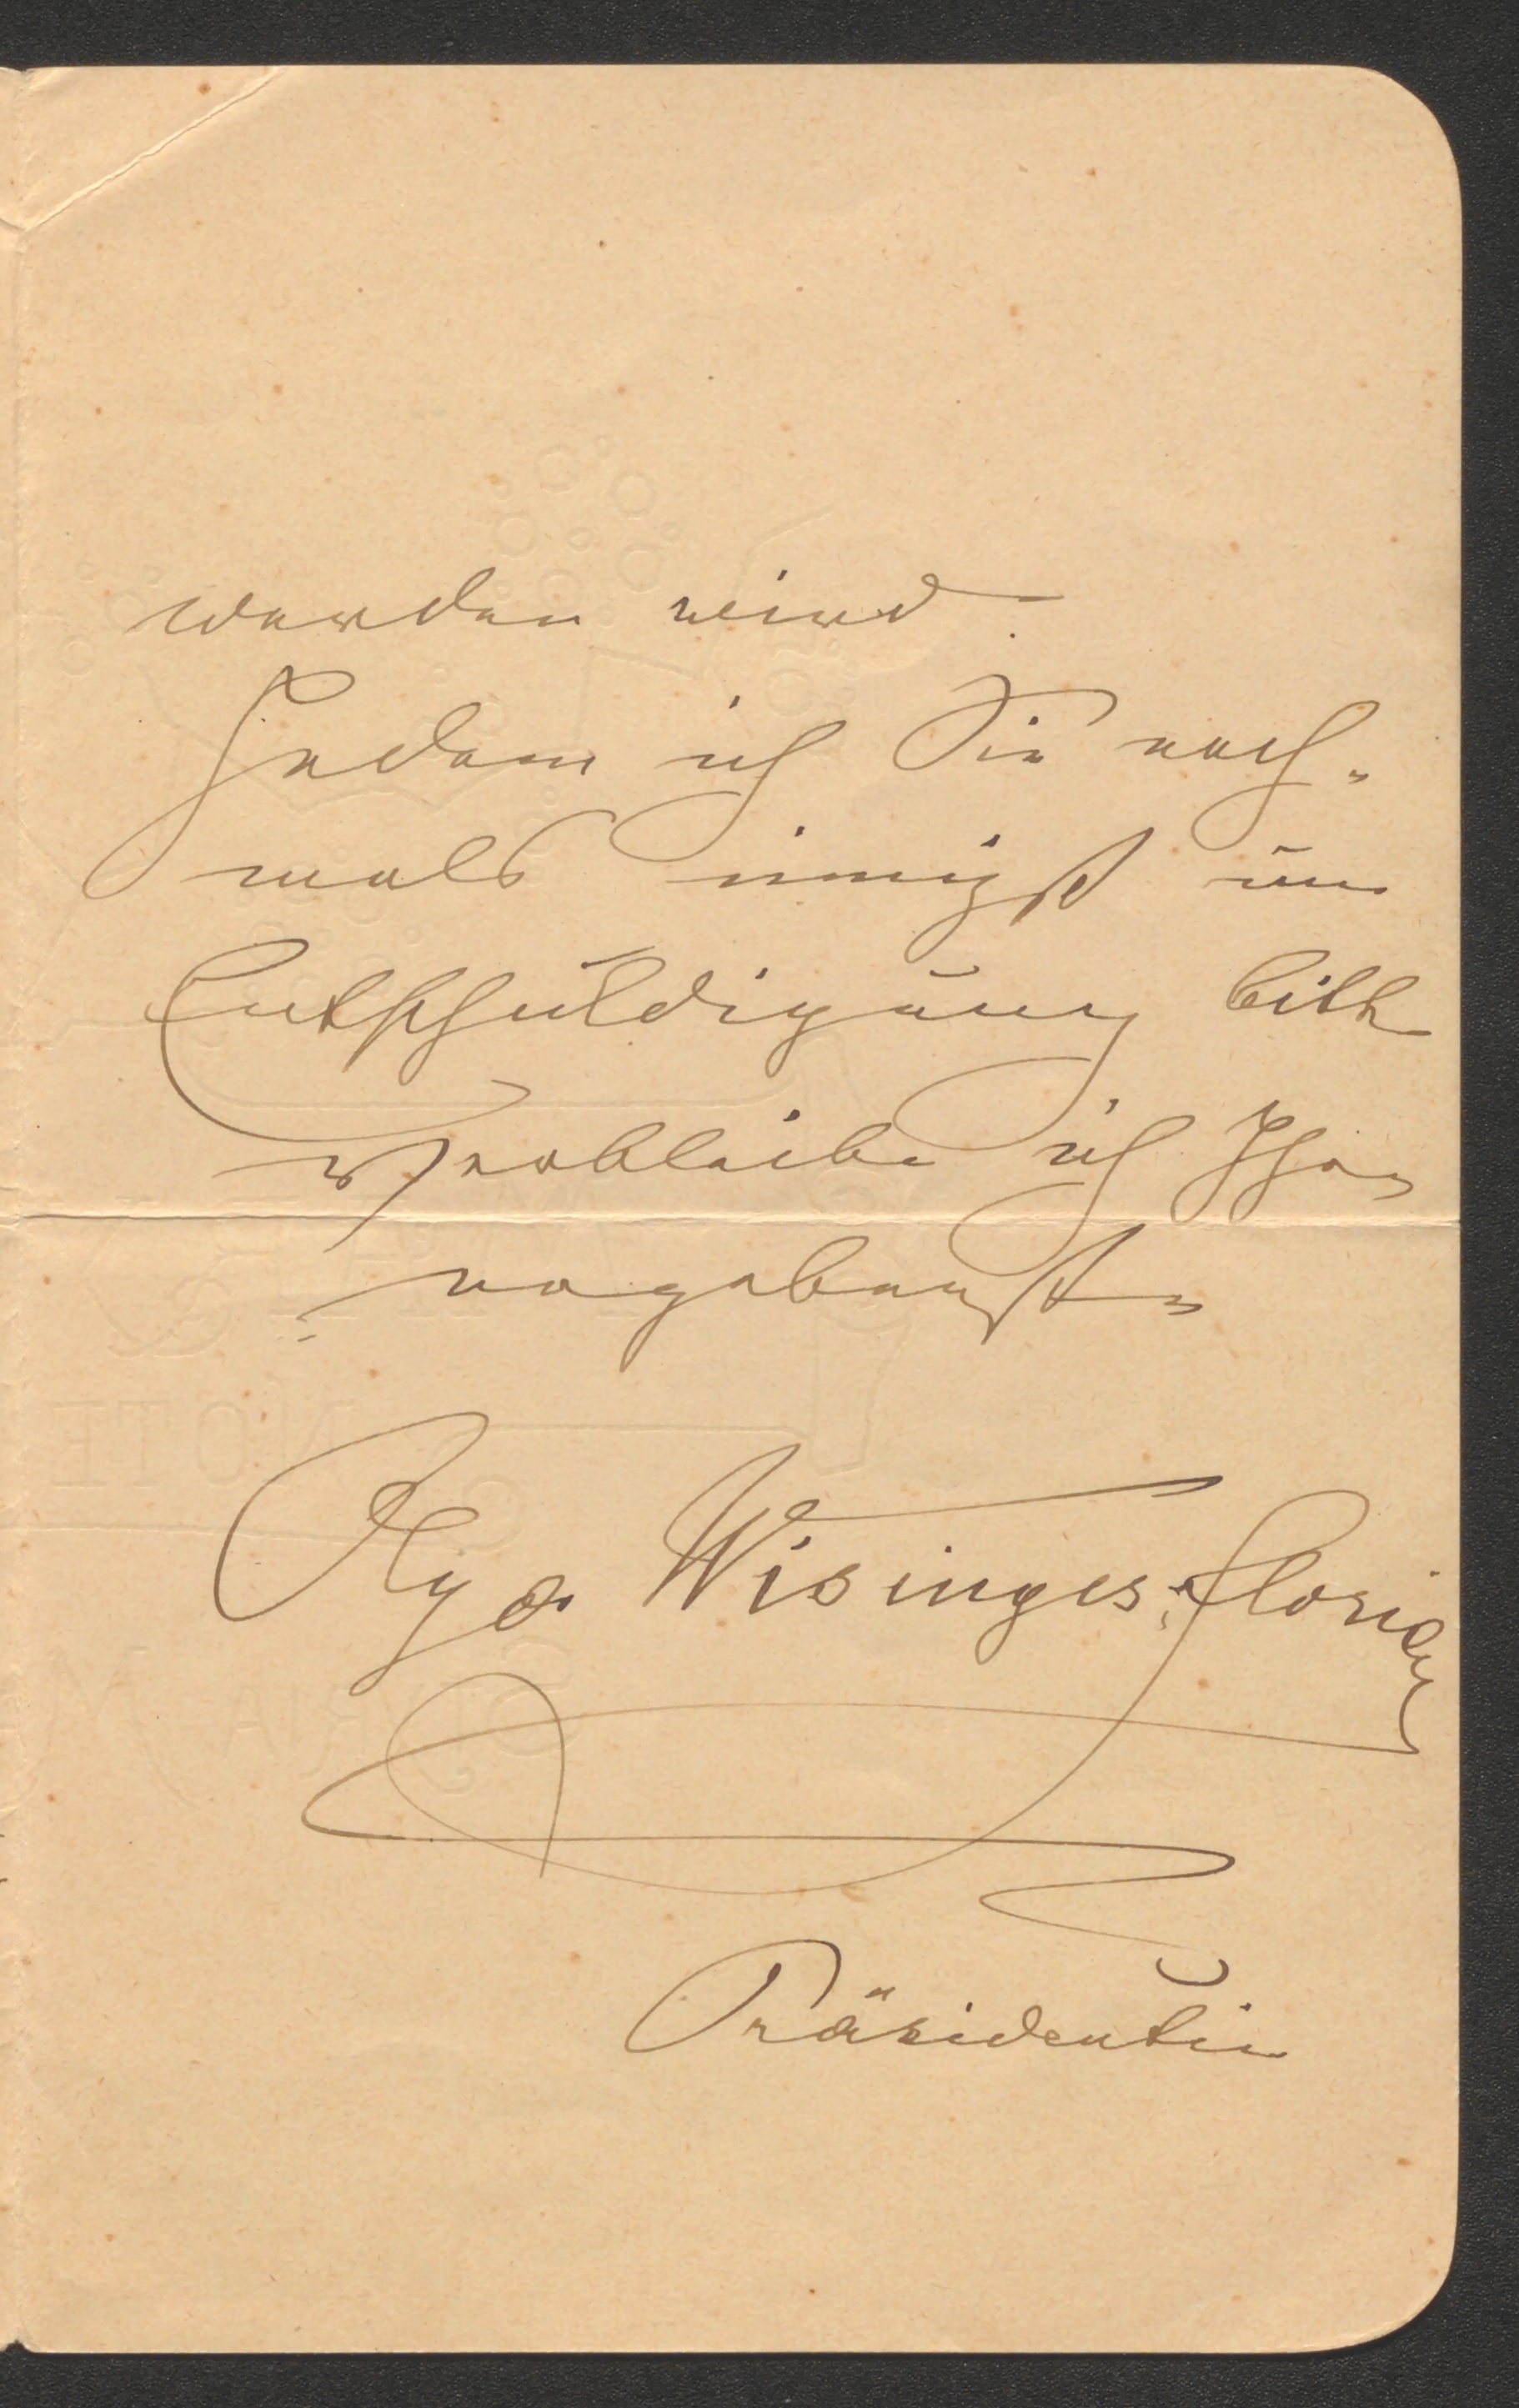 werden wird.
Indem ich Sie noch-
mals innigst um
Entschuldigung bitte
verbleibe ich Ihre
ergebenste
Olga Wisinger-Florian
Präsidentin